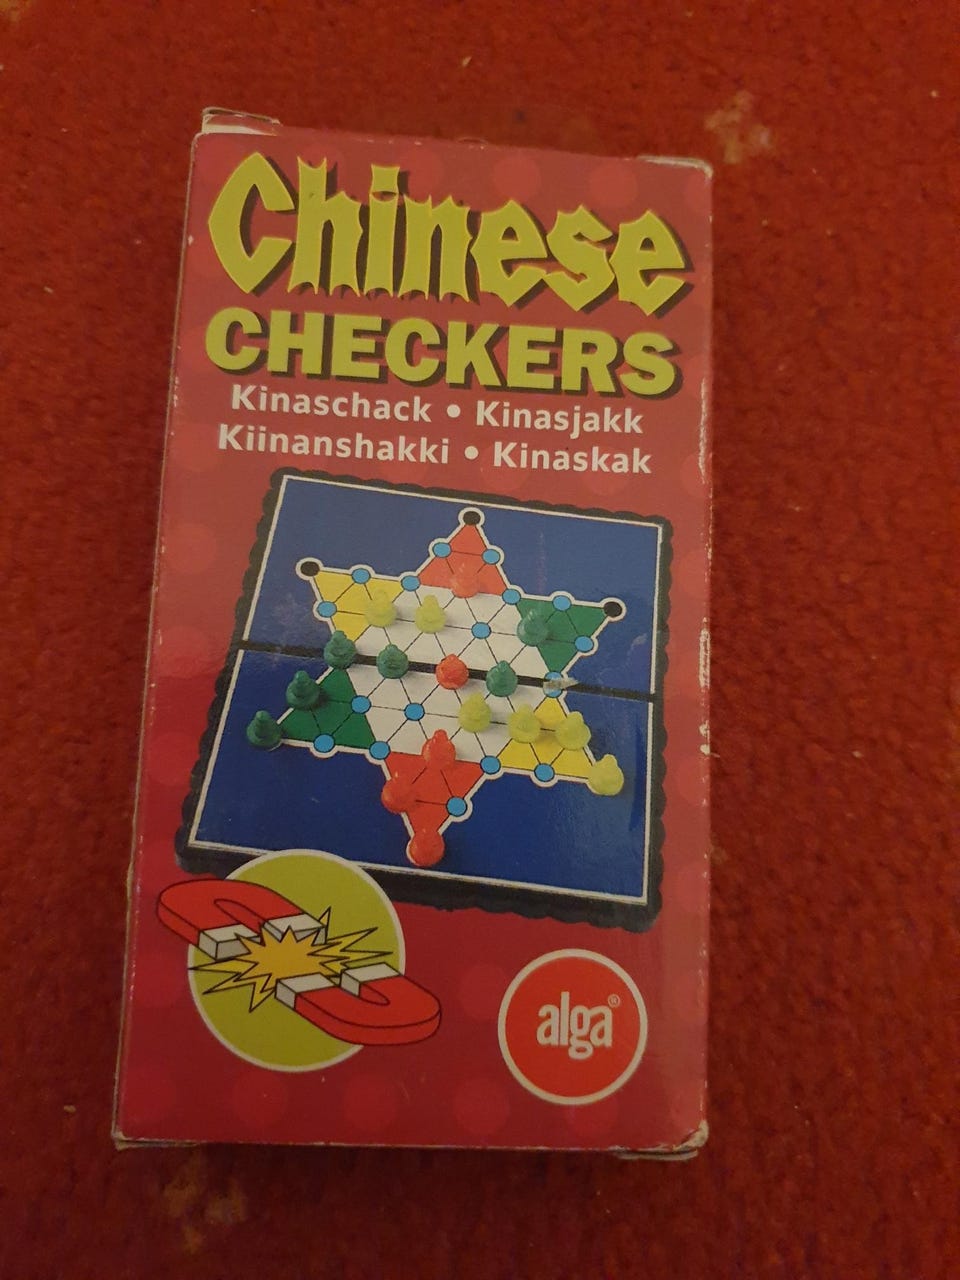 Chinese
CHECKERS
Kinaschack • Kinasjakk
Kiinanshakki • Kinaskak
alga®